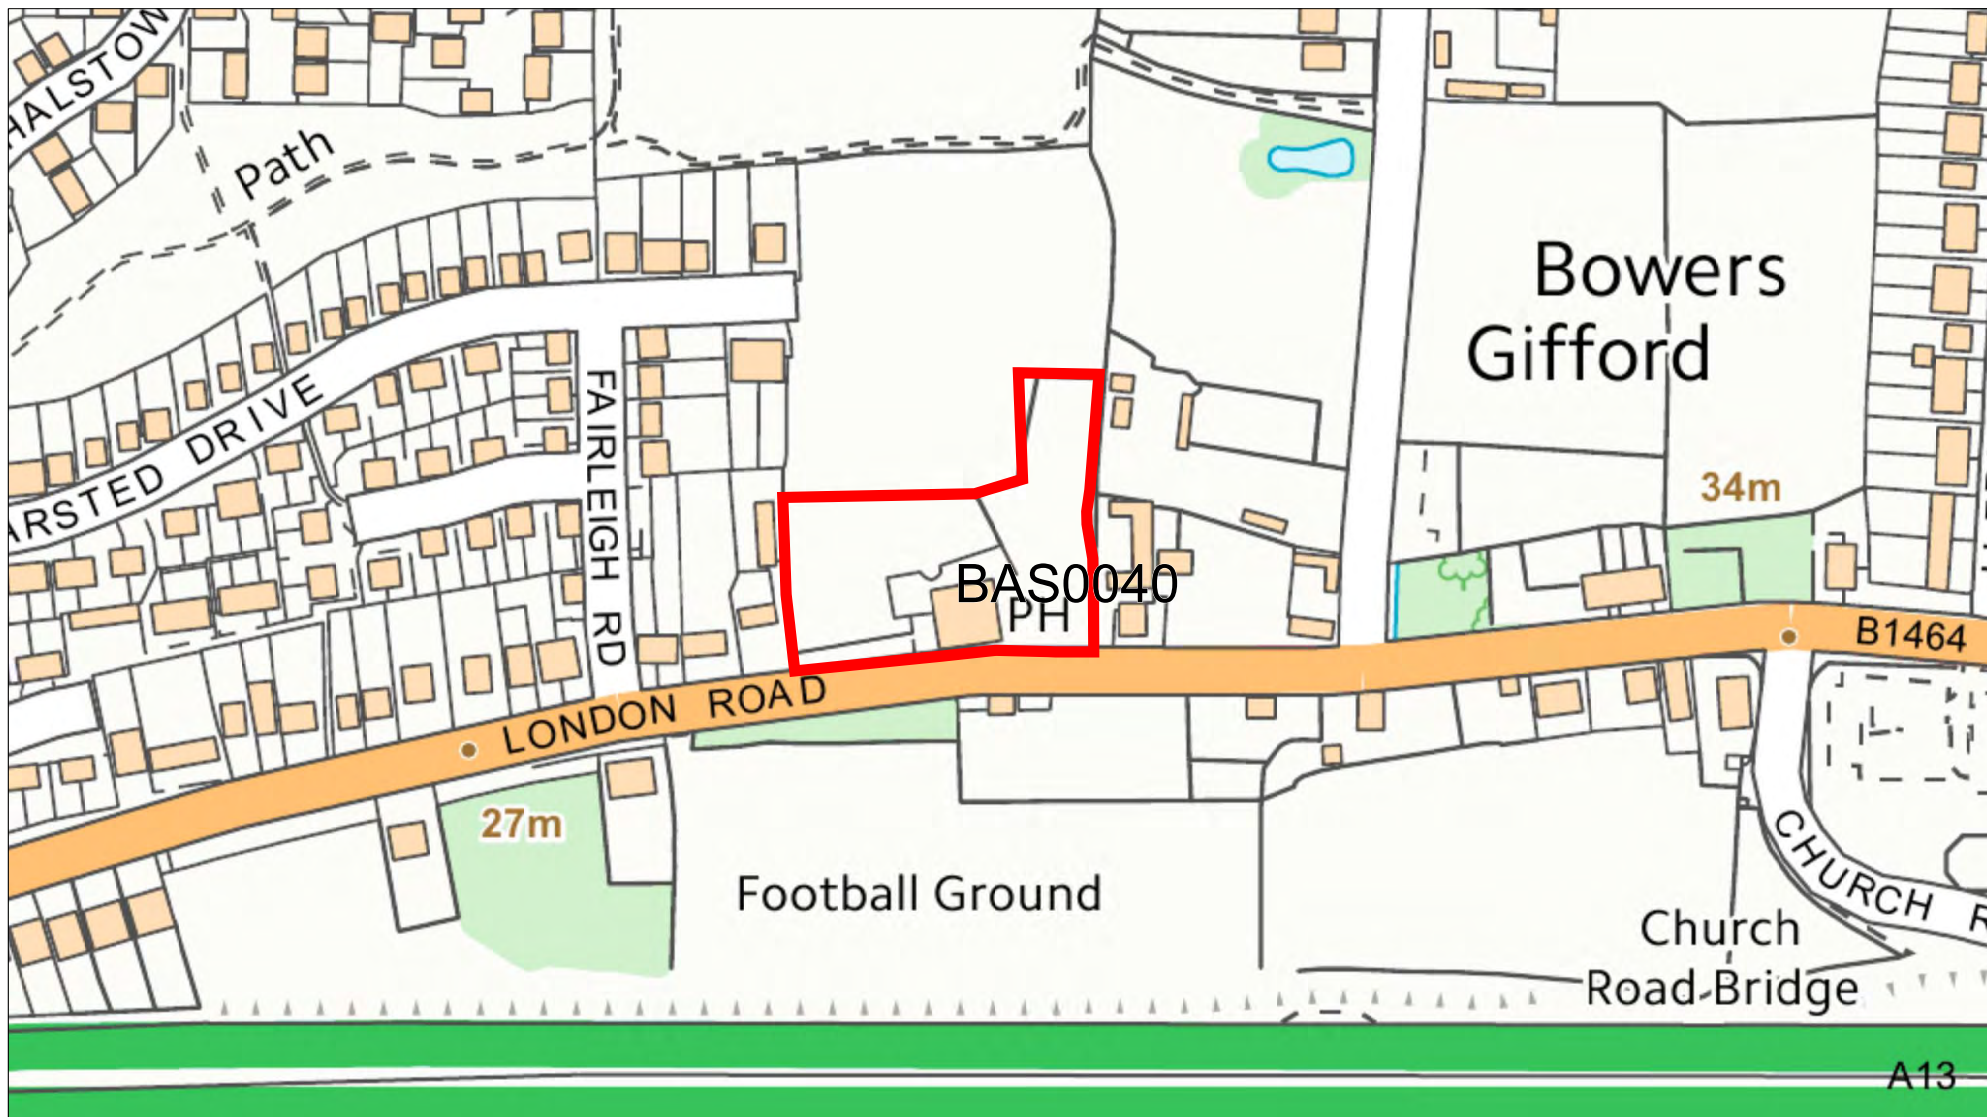 HALSTOW
Path
Bowers
Gifford
FAIRLEIGH RD
ARSTED DRIVE
34m
BAS0040
PH
B1464
LONDON ROAD
27m
Football Ground
CHURCH R
Church
Road Bridge
A13